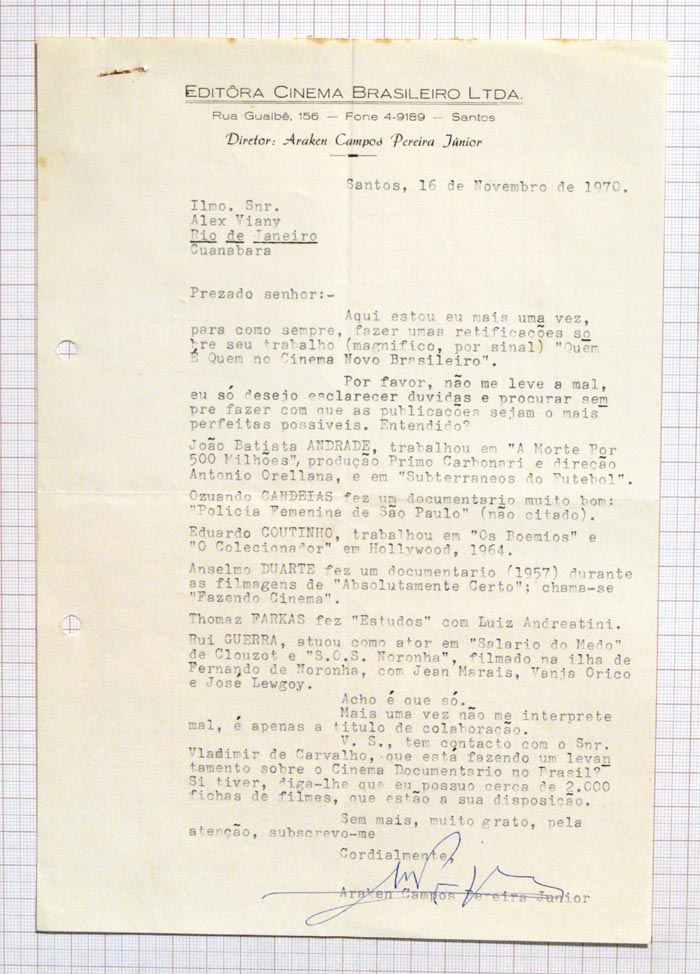 EDITÔRA CINEMA BRASILEIRO LTDA.
Rua Guaibê, 156 — Fone 4-9189 — Santos
Diretor: Araken Campos Pereira Júnior
Santos, 16 de Novembro de 1970.
Ilmo. Snr.
Alex Viany
Rio de Janeiro
Guanabara
Prezado senhor:-
Aqui estou eu mais uma vez,
para como sempre, fazer umas retificações so
bre seu trabalho (magnifico, por sinal) "Quem
É Quem no Cinema Novo Brasileiro".
Por favor, não me leve a mal,
eu só desejo esclarecer duvidas e procurar sem
pre fazer com que as publicações sejam o mais
perfeitas possiveis. Entendido?
João Batista ANDRADE, trabalhou em "A Morte Por
500 Milhões", produção Primo Carbonari e direção
Antonio Orellana, e em "Subterraneos do Futebol".
Ozuando CANDEIAS fez um documentario muito bom:
"Policia Femenina de São Paulo" (não citado).
Eduardo COUTINHO, trabalhou em "Os Boemios" e
"O Colecionador" em Hollywood, 1964.
Anselmo DUARTE fez um documentario (1957) durante
as filmagens de "Absolutamente Certo"; chama-se
"Fazendo Cinema".
Thomaz FARKAS fez "Estudos" com Luiz Andreatini.
Rui GUERRA, atuou como ator em "Salario do Medo"
de Clouzot e "S.O.S. Noronha", filmado na ilha de
Fernando de Noronha, com Jean Marais, Vanja Orico
e José Lewgoy.
Acho é que só.
Mais uma vez não me interprete
mal, é apenas a titulo de colaboração.
V. S., tem contacto com o Snr.
Vladimir de Carvalho, que está fazendo um levan
tamento sobre o Cinema Documentario no Brasil?
Si tiver, diga-lhe que eu possuo cerca de 2.000
fichas de filmes, que estão a sua disposição.
Sem mais, muito grato, pela
atenção, subscrevo-me
Cordialmente,
Araken Campos Pereira Junior